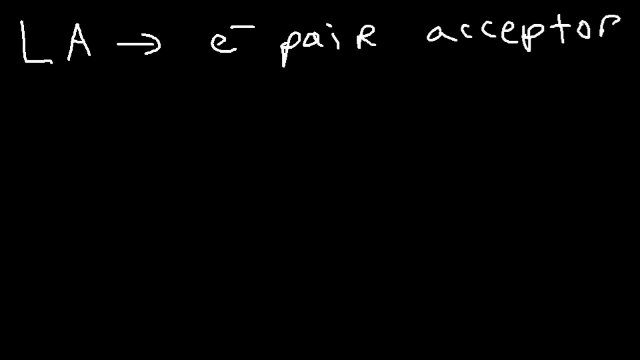 LA → e⁻ pair acceptor